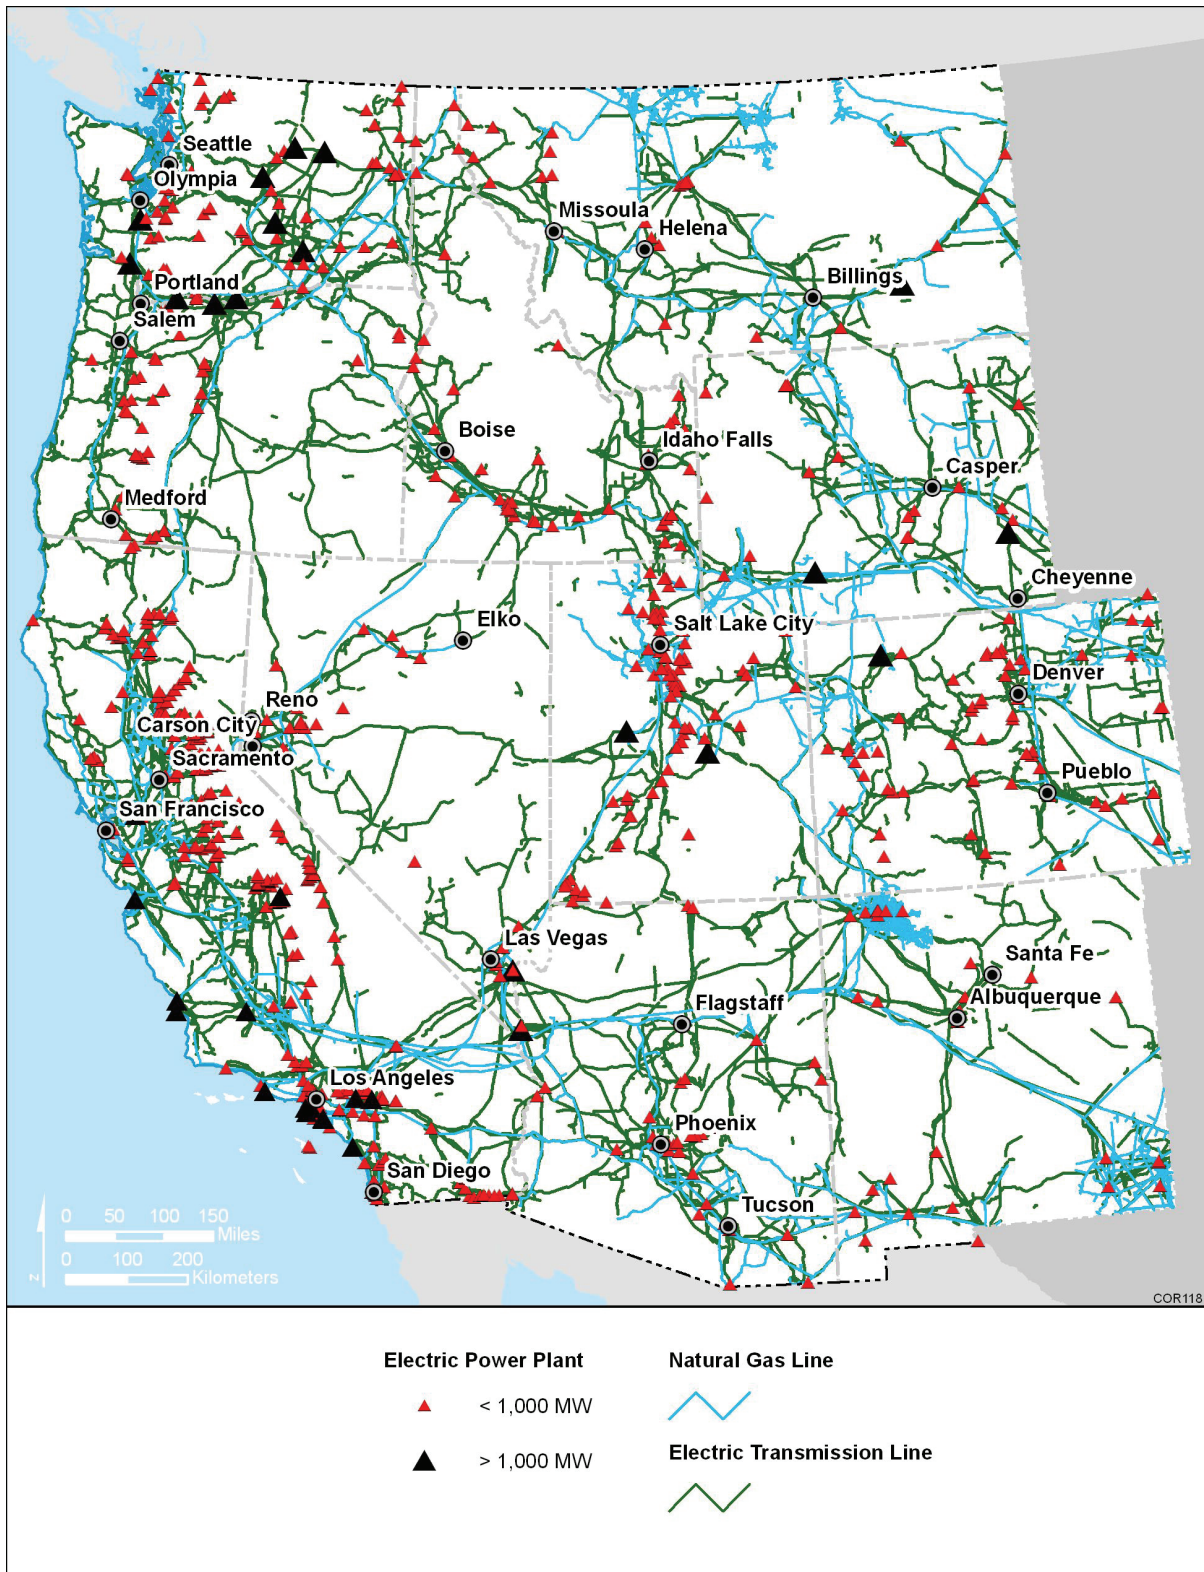 Seattle
Olympia
Missoula
Helena
Portland
Billings
Salem
Boise
Idaho Falls
Casper
Medford
Cheyenne
Elko
Salt Lake City
Denver
Reno
Carson City
Sacramento
Pueblo
San Francisco
Las Vegas
Santa Fe
Albuquerque
Flagstaff
Los Angeles
Phoenix
San Diego
Tucson
0 50 100 150
Miles
0 100 200
Kilometers
N
COR118
Electric Power Plant
< 1,000 MW
> 1,000 MW
Natural Gas Line
Electric Transmission Line